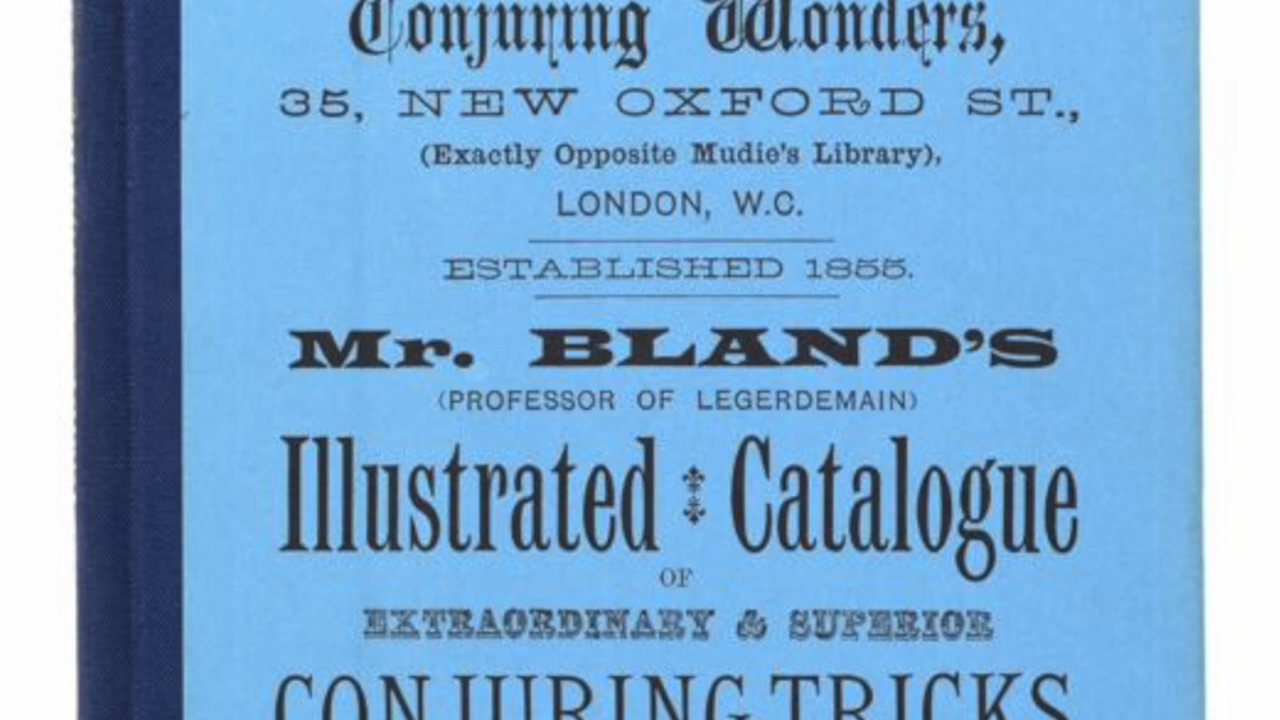 Conjuring Wonders,
35, NEW OXFORD ST.,
(Exactly Opposite Mudie's Library),
LONDON, W.C.
ESTABLISHED 1855.
Mr. BLAND'S
(PROFESSOR OF LEGERDEMAIN)
Illustrated Catalogue
OF
EXTRAORDINARY & SUPERIOR
CONJURING TRICKS